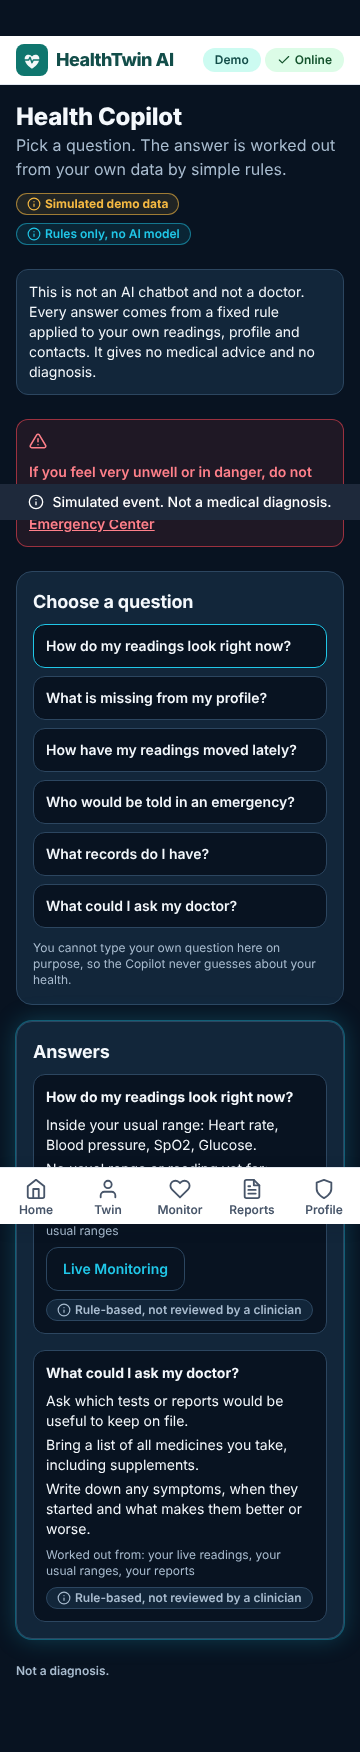 HealthTwin AI
Demo
Online
Health Copilot
Pick a question. The answer is worked out
from your own data by simple rules.
Simulated demo data
Rules only, no AI model
This is not an AI chatbot and not a doctor.
Every answer comes from a fixed rule
applied to your own readings, profile and
contacts. It gives no medical advice and no
diagnosis.
If you feel very unwell or in danger, do not
Simulated event. Not a medical diagnosis.
Emergency Center
Choose a question
How do my readings look right now?
What is missing from my profile?
How have my readings moved lately?
Who would be told in an emergency?
What records do I have?
What could I ask my doctor?
You cannot type your own question here on
purpose, so the Copilot never guesses about your
health.
Answers
How do my readings look right now?
Inside your usual range: Heart rate,
Blood pressure, SpO2, Glucose.
Home
Twin
Monitor
Reports
Profile
usual ranges
Live Monitoring
Rule-based, not reviewed by a clinician
What could I ask my doctor?
Ask which tests or reports would be
useful to keep on file.
Bring a list of all medicines you take,
including supplements.
Write down any symptoms, when they
started and what makes them better or
worse.
Worked out from: your live readings, your
usual ranges, your reports
Rule-based, not reviewed by a clinician
Not a diagnosis.